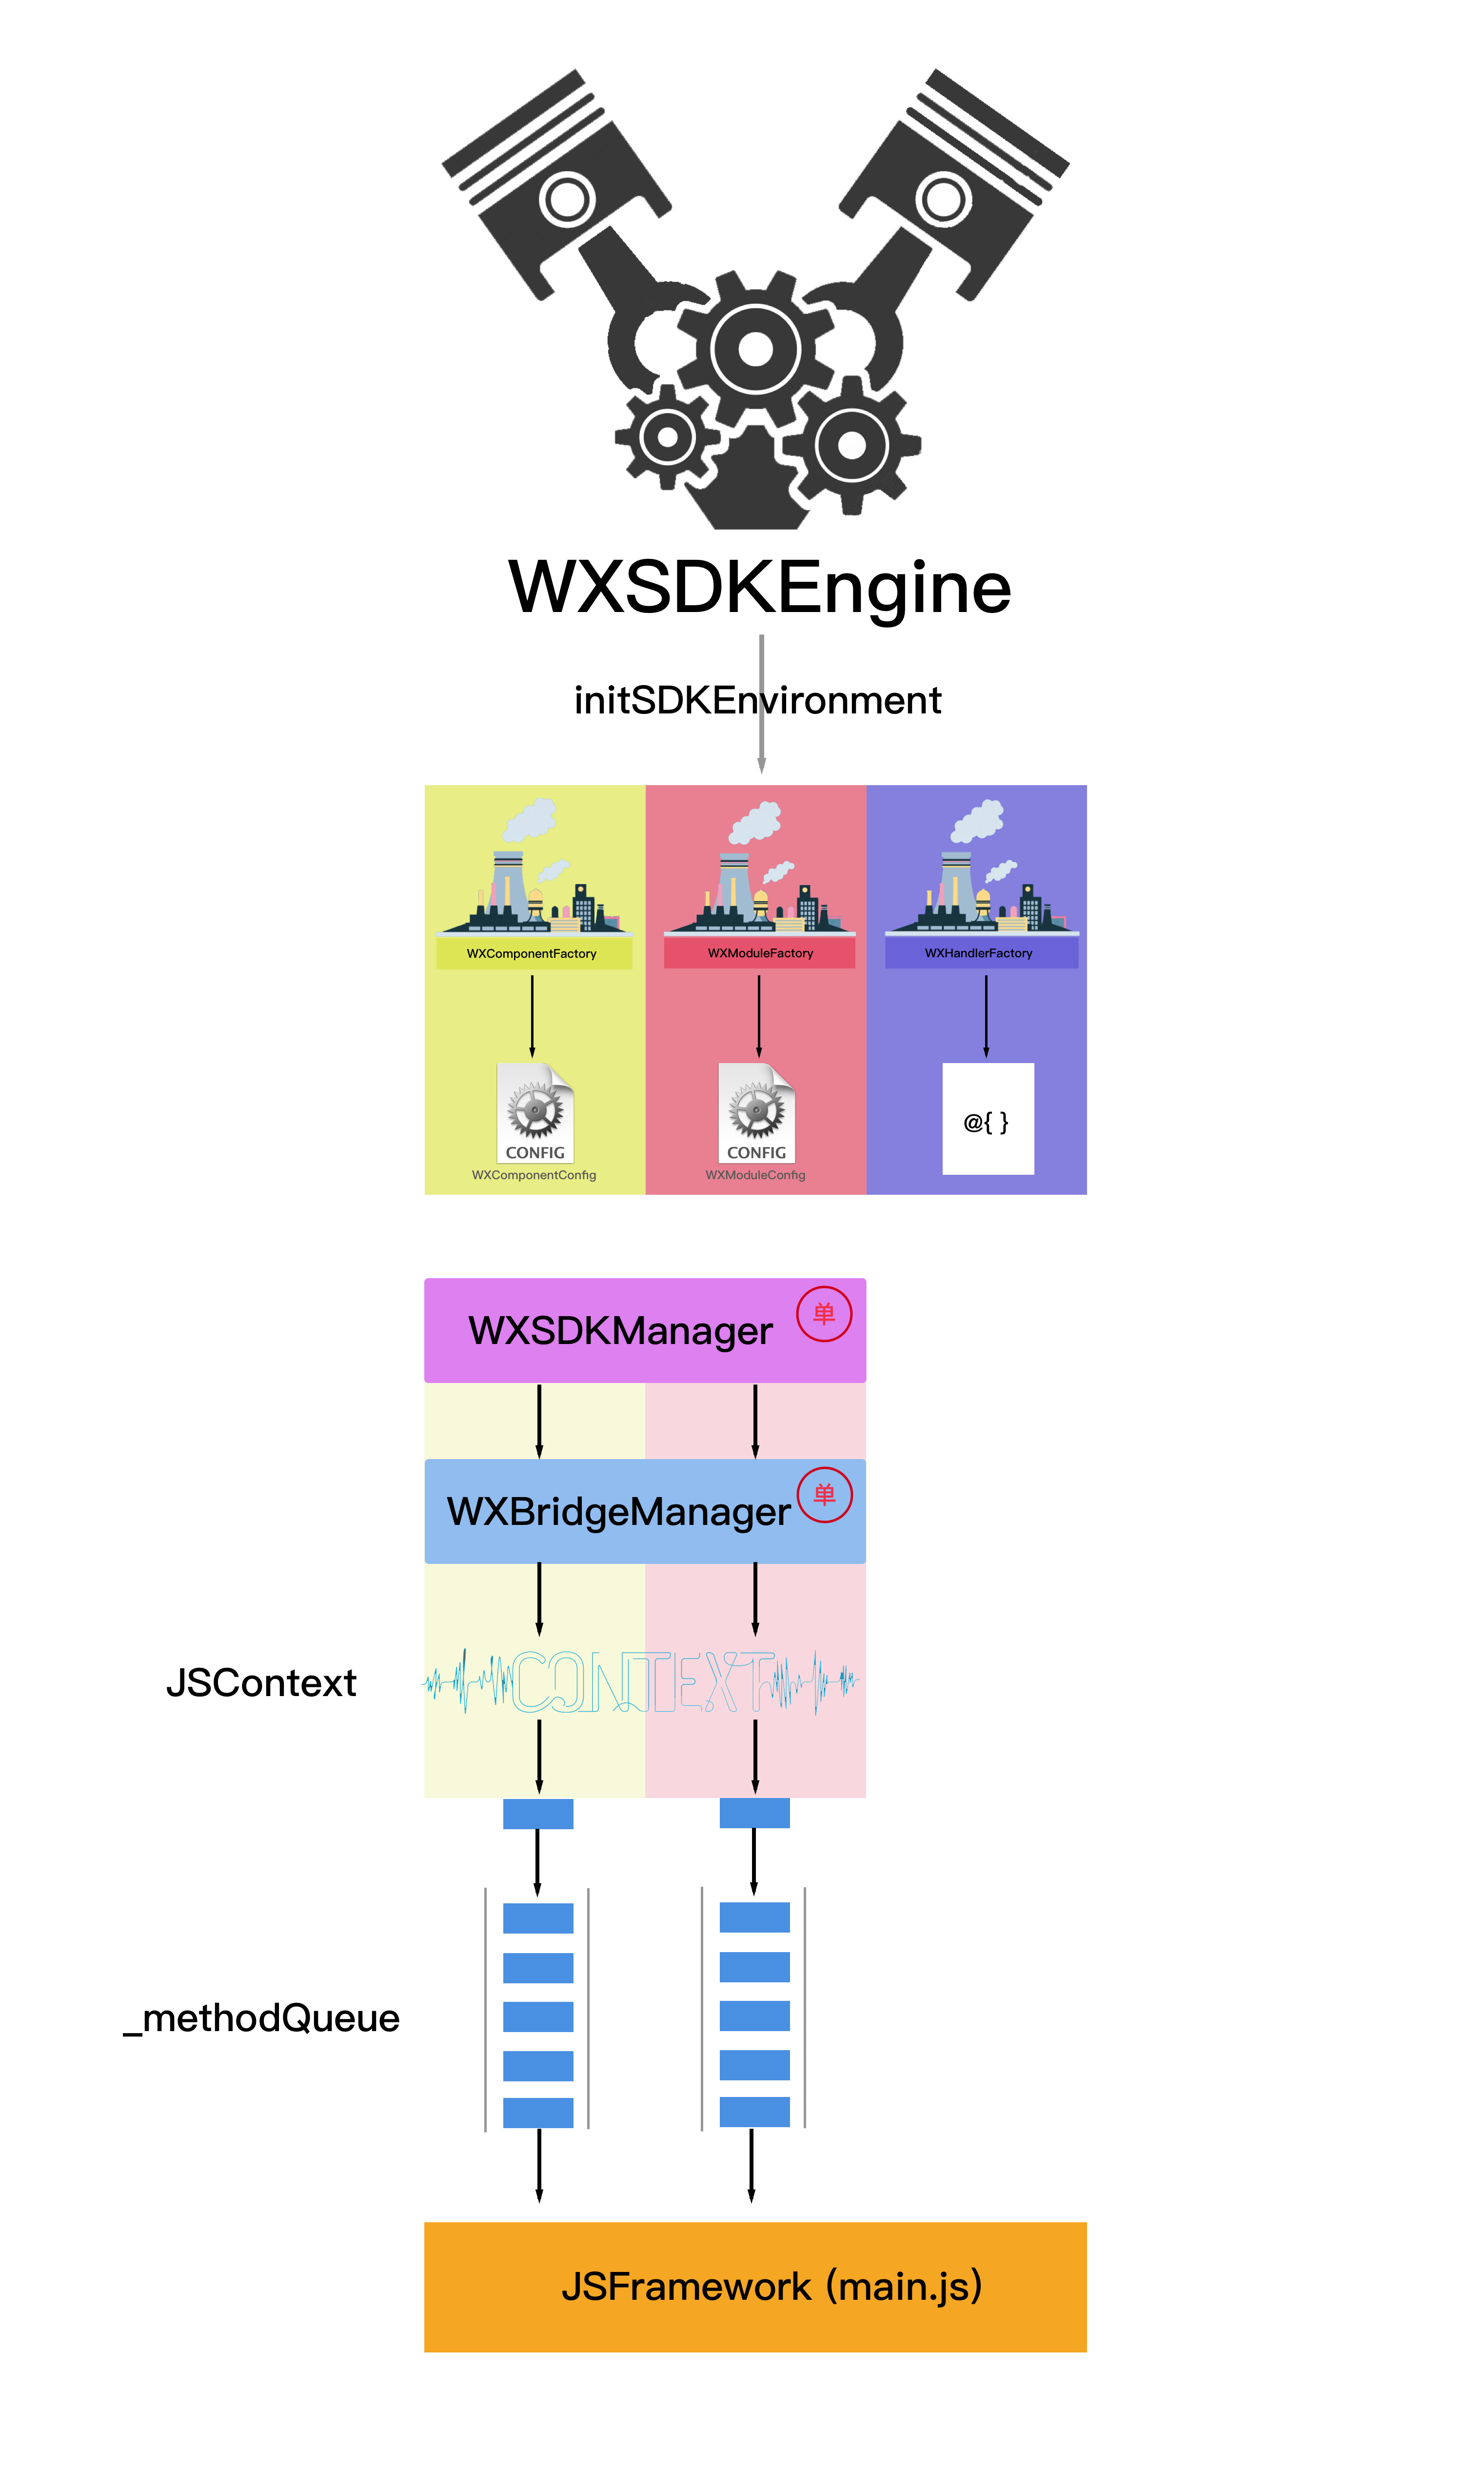 WXSDKEngine
initSDKEnvironment
WXComponentFactory
WXModuleFactory
WXHandlerFactory
CONFIG
CONFIG
@{ }
WXComponentConfig
WXModuleConfig
WXSDKManager
单
WXBridgeManager
单
JSContext
CONTEXT
_methodQueue
JSFramework (main.js)